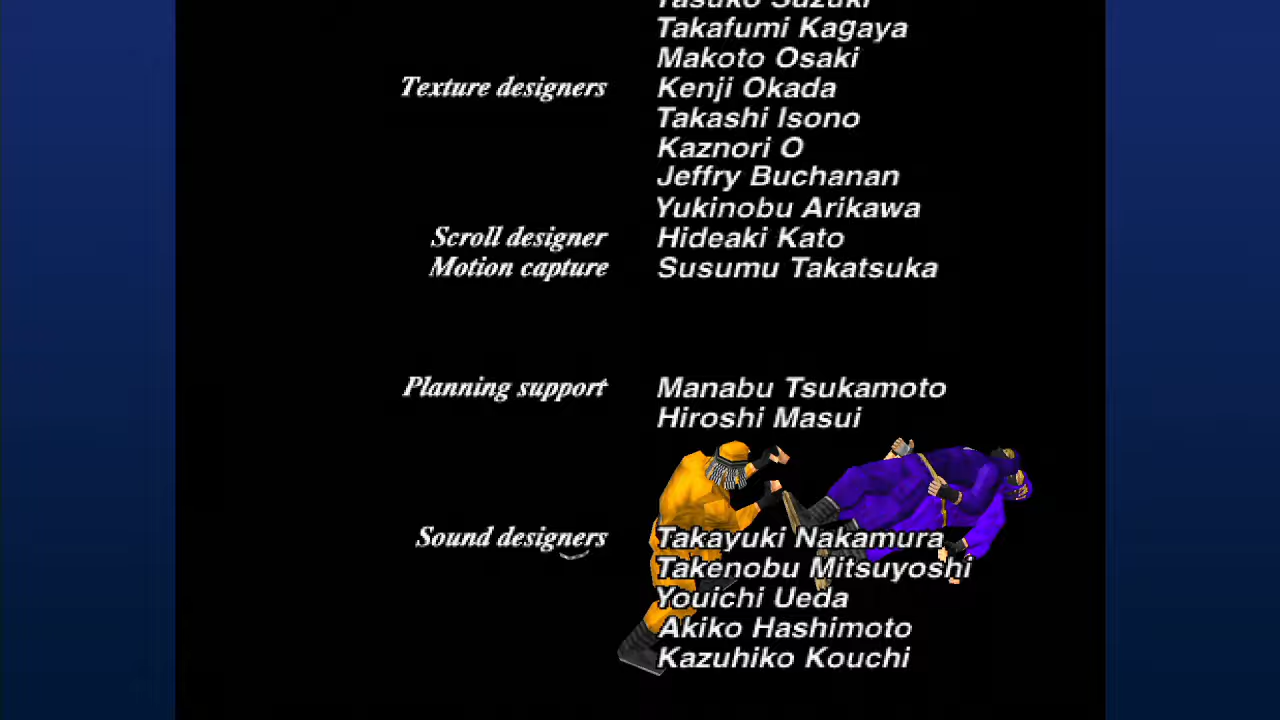 Yasuko Suzuki
Takafumi Kagaya
Makoto Osaki
Texture designers Kenji Okada
Takashi Isono
Kaznori O
Jeffry Buchanan
Yukinobu Arikawa
Scroll designer Hideaki Kato
Motion capture Susumu Takatsuka
Planning support Manabu Tsukamoto
Hiroshi Masui
Sound designers Takayuki Nakamura
Takenobu Mitsuyoshi
Youichi Ueda
Akiko Hashimoto
Kazuhiko Kouchi